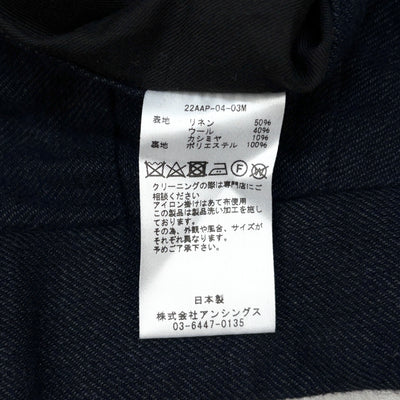 22AAP-04-03M
表地 リネン 50%
ウール 40%
カシミヤ 10%
裏地 ポリエステル 100%
クリーニングの際は専門店にご
相談ください
アイロン掛けはあて布使用
この製品は製品洗い加工を施し
ております。
その為、外観や風合、サイズが
それぞれ異なります。
予めご了承下さい。
日本製
株式会社アンシングス
03-6447-0135